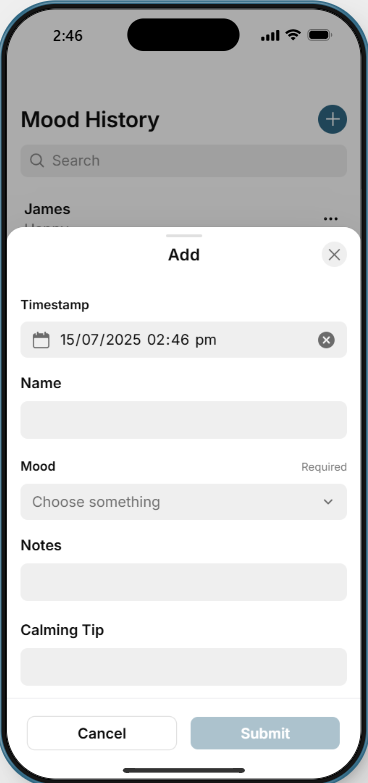 2:46
Mood History
Search
James
Happy
Add
Timestamp
15/07/2025 02:46 pm
Name
Mood Required
Choose something
Notes
Calming Tip
Cancel Submit